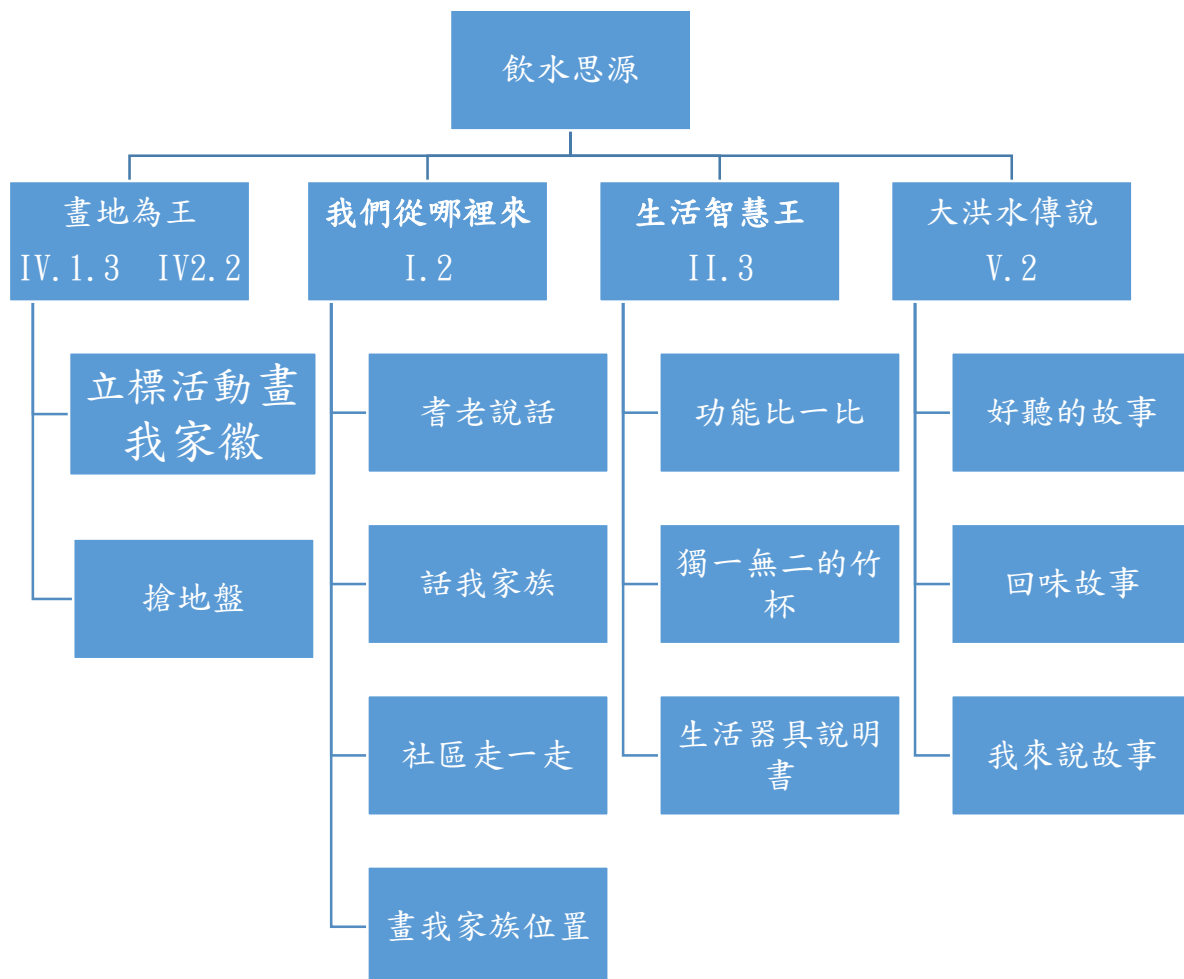 飲水思源
畫地為王
IV.1.3 IV2.2
立標活動畫
我家徽
搶地盤
我們從哪裡來
I.2
耆老說話
話我家族
社區走一走
畫我家族位置
生活智慧王
II.3
功能比一比
獨一無二的竹
杯
生活器具說明
書
大洪水傳說
V.2
好聽的故事
回味故事
我來說故事